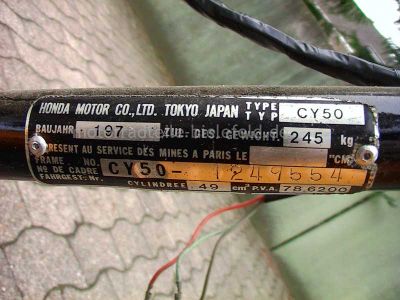 HONDA MOTOR CO., LTD. TOKYO JAPAN TYPE TYP CY50
BAUJAHR 197 ZUL. GES. GEWICHT 245 kg
PRESENT AU SERVICE DES MINES A PARIS LE "CM
FRAME NO. No DE CADRE FAHRGEST.-Nr. CY50-1249554
CYLINDREE 49 cm³ P.V.A. 78 6200